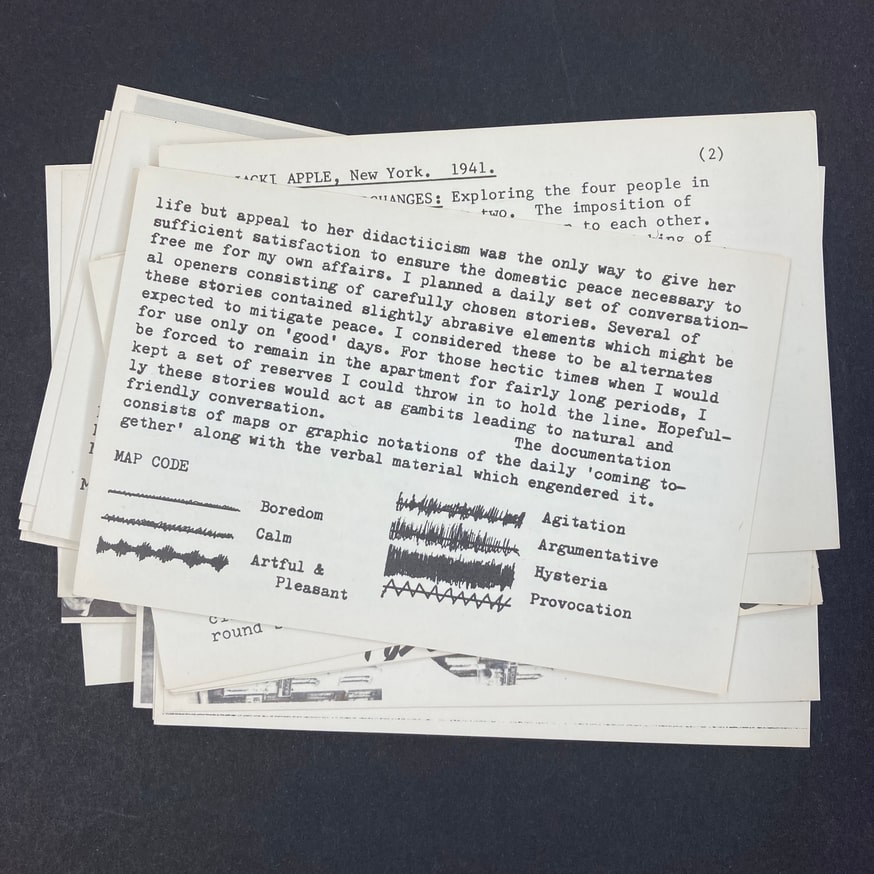 (2)
JACKI APPLE, New York. 1941.
CHANGES: Exploring the four people in
two. The imposition of
to each other.
of
life but appeal to her didactiicism was the only way to give her
sufficient satisfaction to ensure the domestic peace necessary to
free me for my own affairs. I planned a daily set of conversation-
al openers consisting of carefully chosen stories. Several of
these stories contained slightly abrasive elements which might be
expected to mitigate peace. I considered these to be alternates
for use only on 'good' days. For those hectic times when I would
be forced to remain in the apartment for fairly long periods, I
kept a set of reserves I could throw in to hold the line. Hopeful-
ly these stories would act as gambits leading to natural and
friendly conversation. The documentation
consists of maps or graphic notations of the daily 'coming to-
gether' along with the verbal material which engendered it.
MAP CODE
Boredom
Calm
Artful &
Pleasant
Agitation
Argumentative
Hysteria
Provocation
round